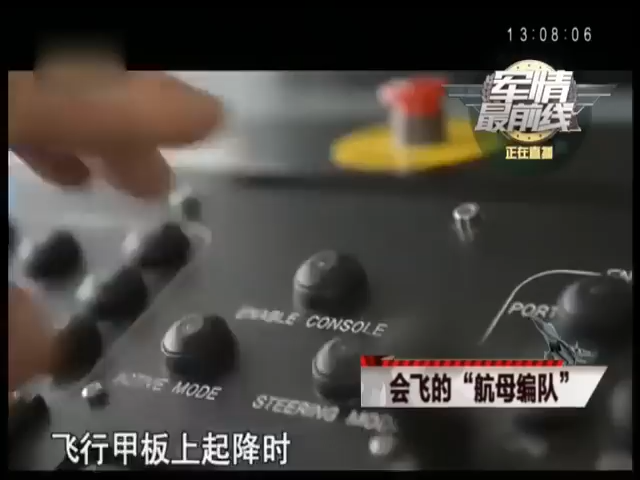 13:08:06
军情
最前线
正在直播
ENABLE CONSOLE
PORT
ACTIVE MODE
STEERING MODE
会飞的“航母编队”
飞行甲板上起降时